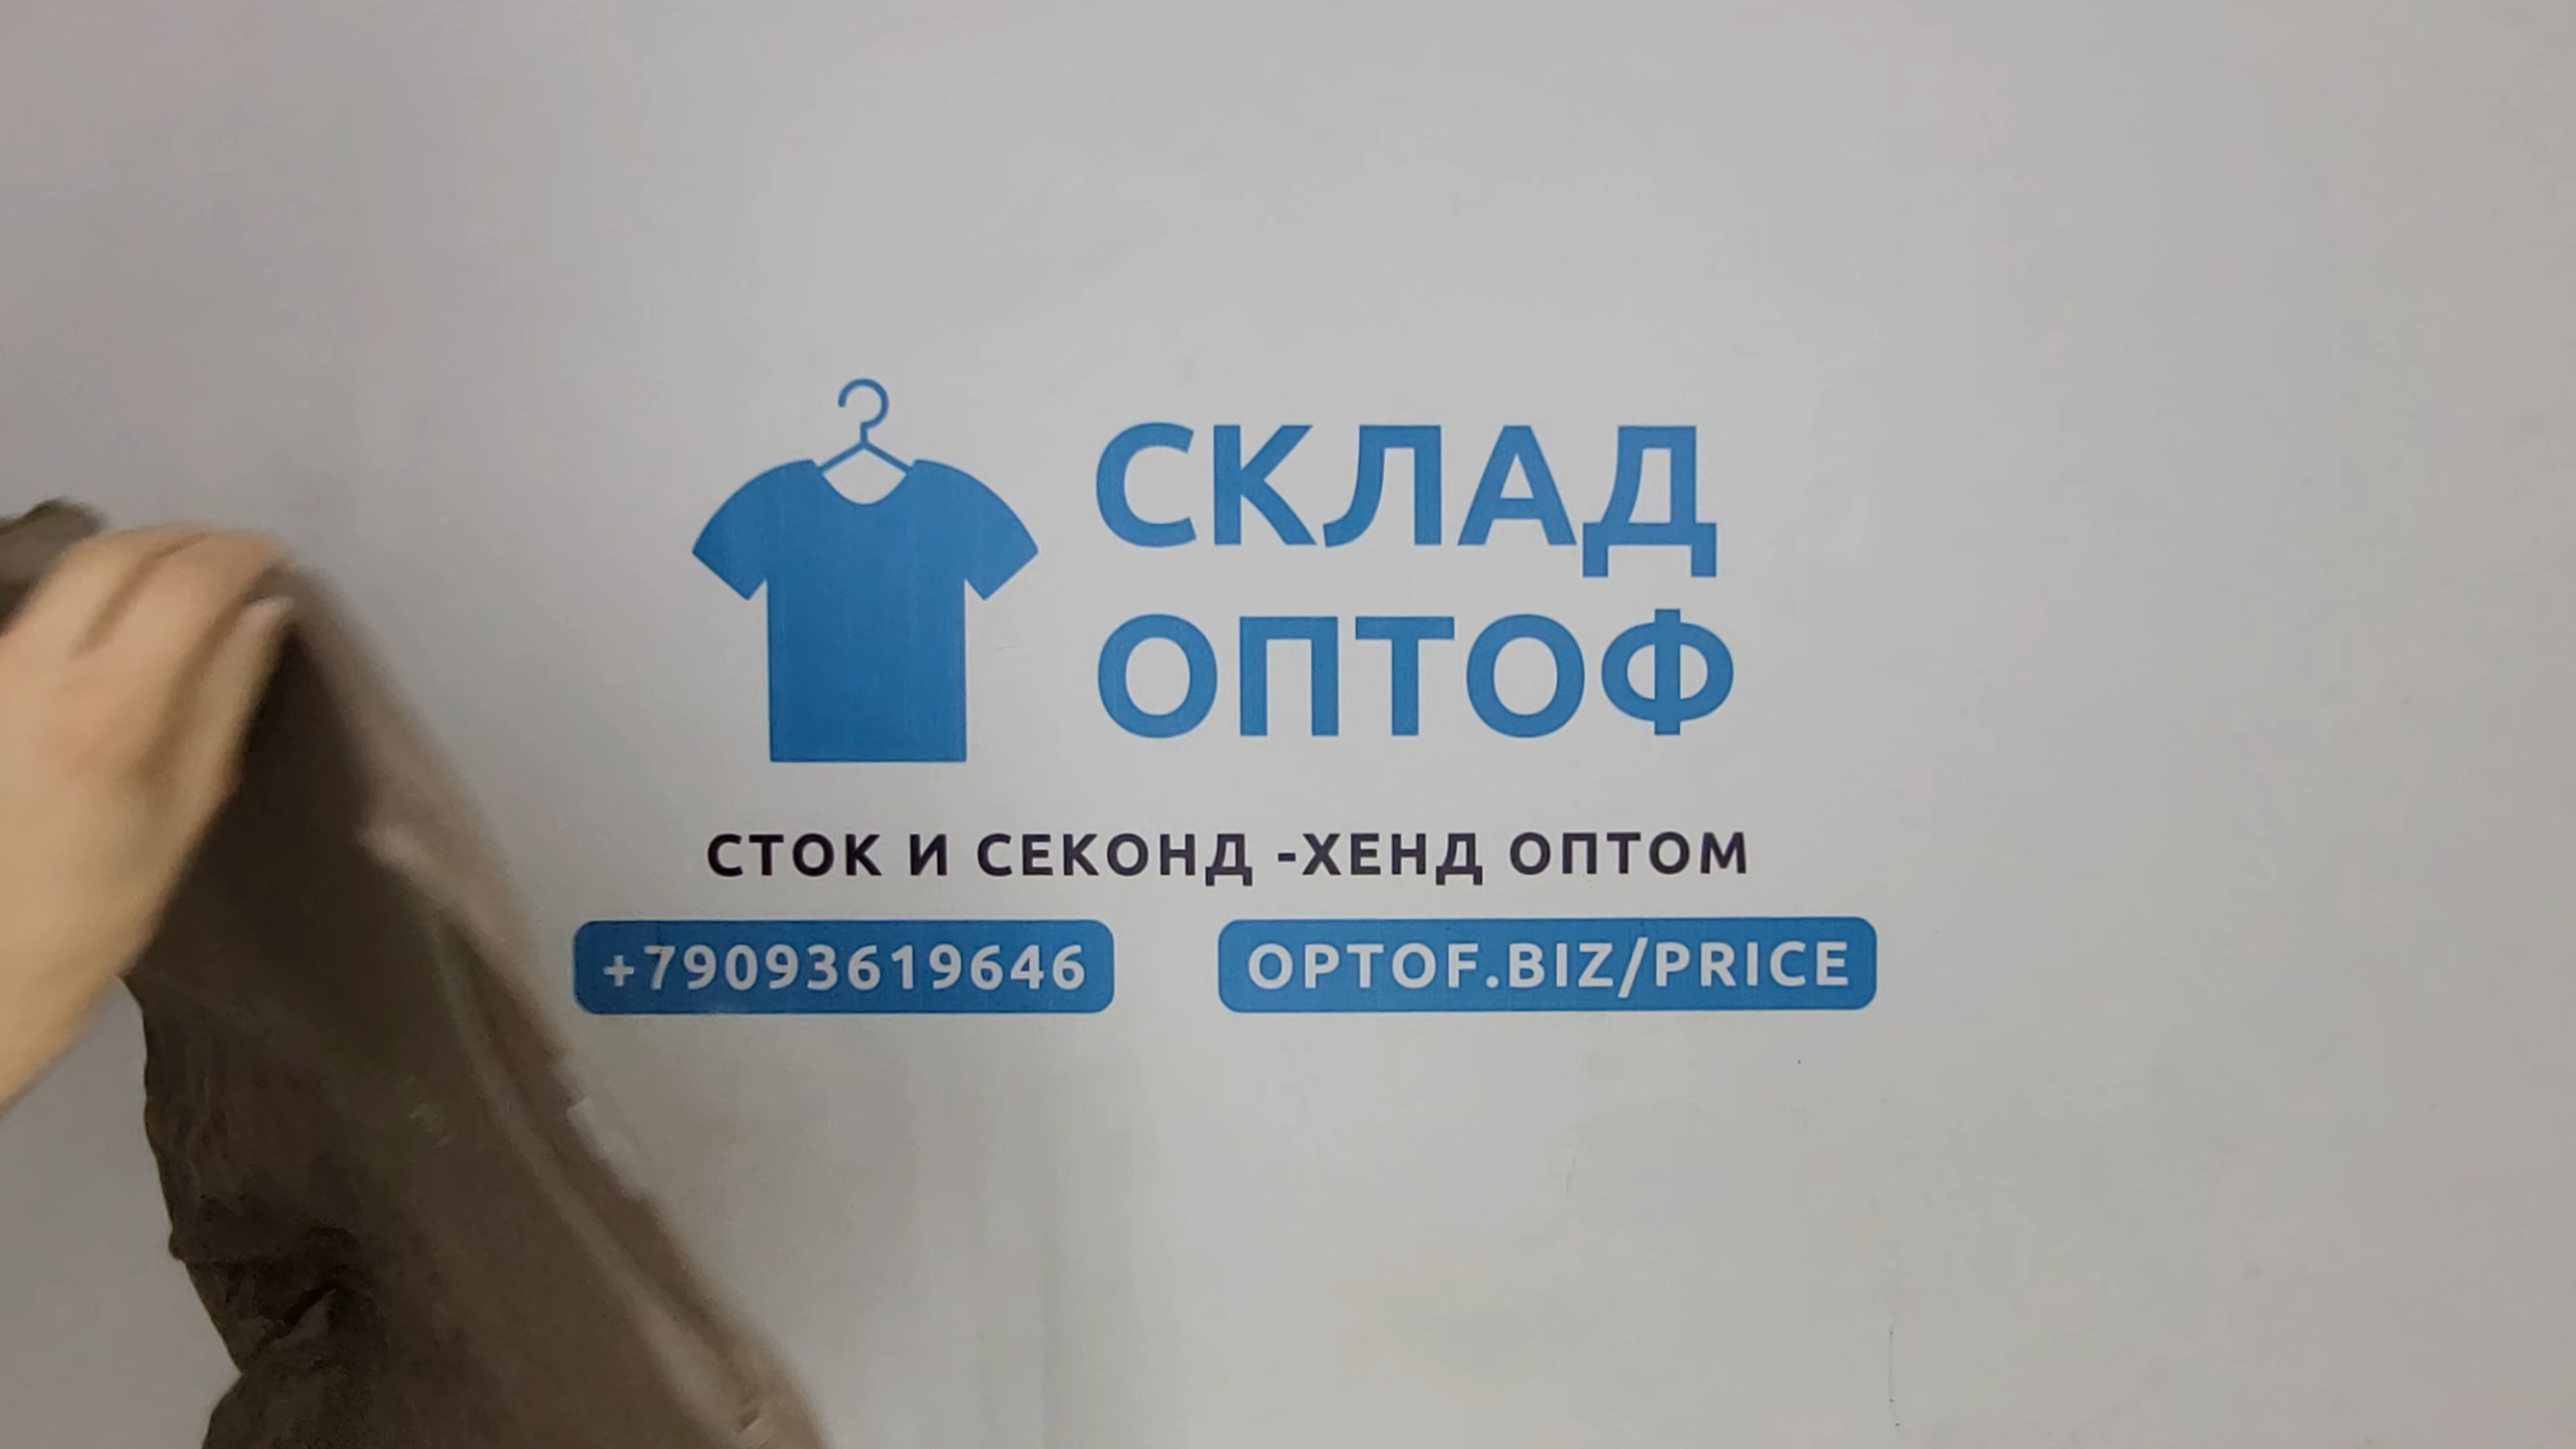 СКЛАД
ОПТОФ
СТОК И СЕКОНД -ХЕНД ОПТОМ
+79093619646
OPTOF.BIZ/PRICE